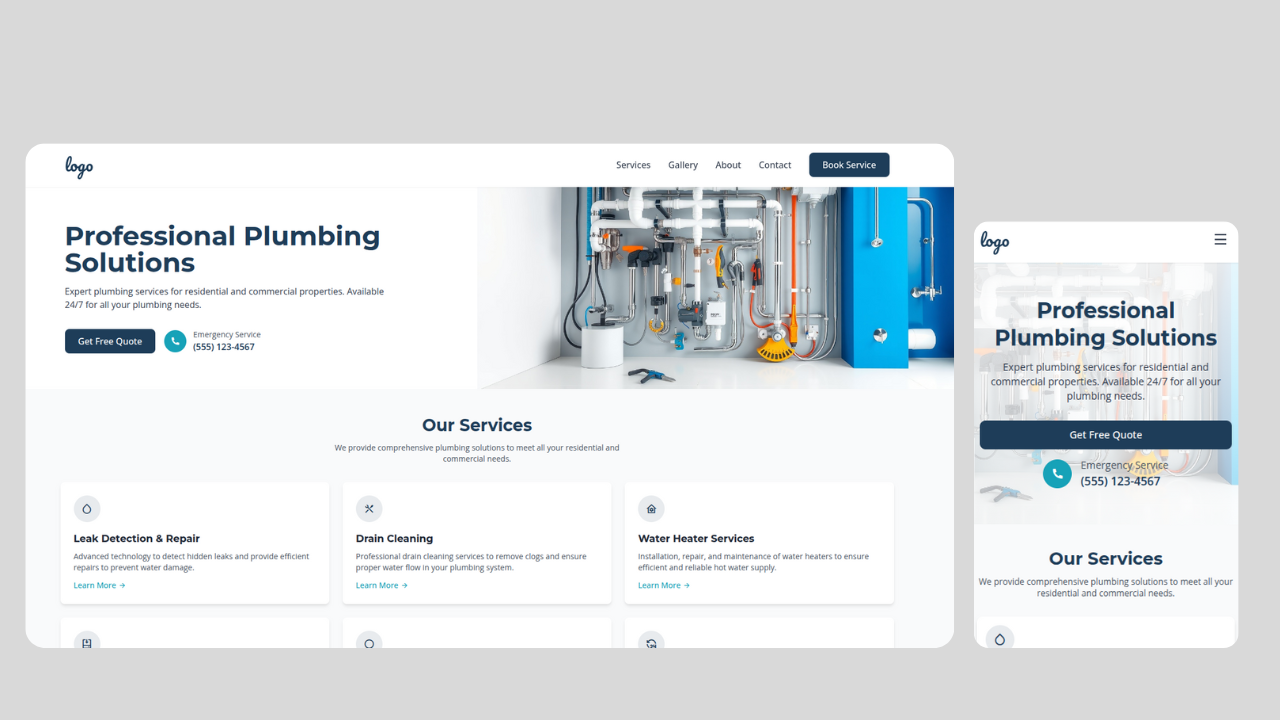 logo
Services
Gallery
About
Contact
Book Service
Professional Plumbing
Solutions
Expert plumbing services for residential and commercial properties. Available
24/7 for all your plumbing needs.
Get Free Quote
Emergency Service
(555) 123-4567
Our Services
We provide comprehensive plumbing solutions to meet all your residential and
commercial needs.
Leak Detection & Repair
Advanced technology to detect hidden leaks and provide efficient
repairs to prevent water damage.
Learn More →
Drain Cleaning
Professional drain cleaning services to remove clogs and ensure
proper water flow in your plumbing system.
Learn More →
Water Heater Services
Installation, repair, and maintenance of water heaters to ensure
efficient and reliable hot water supply.
Learn More →
logo
Professional
Plumbing Solutions
Expert plumbing services for residential and
commercial properties. Available 24/7 for all your
plumbing needs.
Get Free Quote
Emergency Service
(555) 123-4567
Our Services
We provide comprehensive plumbing solutions to meet all your
residential and commercial needs.